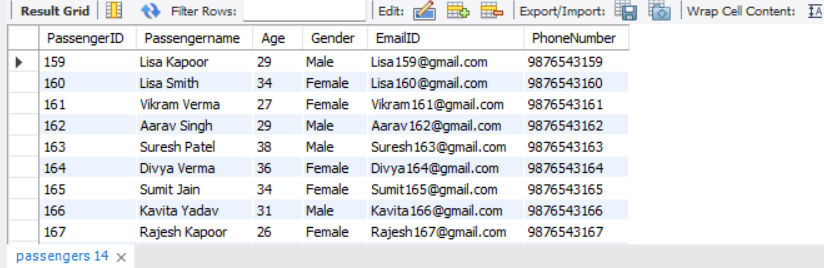 Result Grid Filter Rows: Edit: Export/Import: Wrap Cell Content: IA
PassengerID Passengername Age Gender EmailID PhoneNumber
159 Lisa Kapoor 29 Male Lisa159@gmail.com 9876543159
160 Lisa Smith 34 Female Lisa160@gmail.com 9876543160
161 Vikram Verma 27 Female Vikram161@gmail.com 9876543161
162 Aarav Singh 29 Male Aarav162@gmail.com 9876543162
163 Suresh Patel 38 Male Suresh163@gmail.com 9876543163
164 Divya Verma 36 Female Divya164@gmail.com 9876543164
165 Sumit Jain 34 Female Sumit165@gmail.com 9876543165
166 Kavita Yadav 31 Male Kavita166@gmail.com 9876543166
167 Rajesh Kapoor 26 Female Rajesh167@gmail.com 9876543167
passengers 14